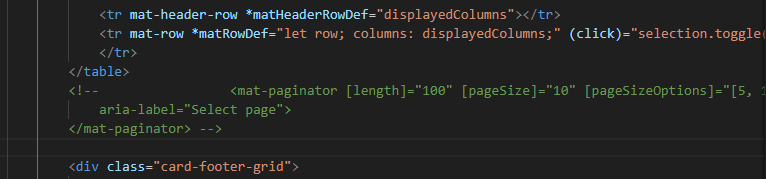 <tr mat-header-row *matHeaderRowDef="displayedColumns"></tr>
<tr mat-row *matRowDef="let row; columns: displayedColumns;" (click)="selection.toggle(
</tr>
</table>
<!-- <mat-paginator [length]="100" [pageSize]="10" [pageSizeOptions]="[5, 1
aria-label="Select page">
</mat-paginator> -->
<div class="card-footer-grid">